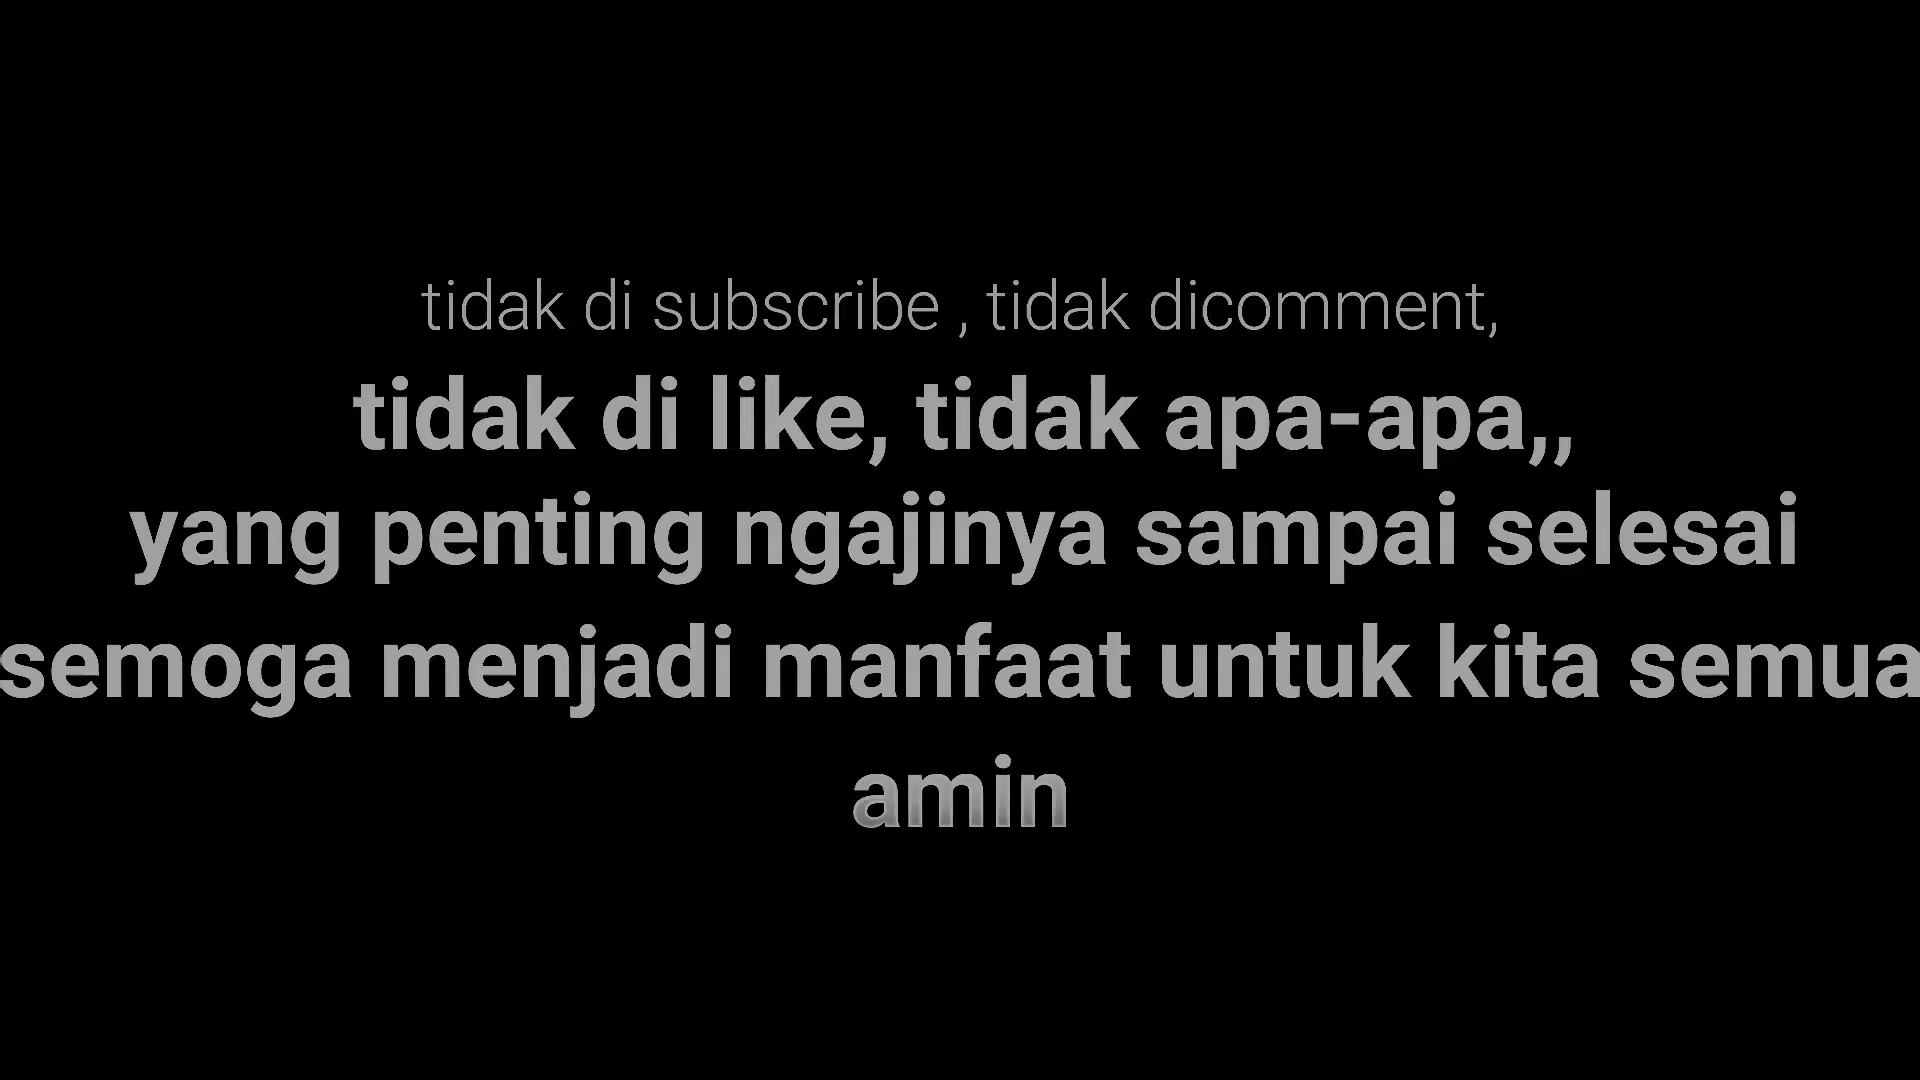 tidak di subscribe , tidak dicomment,
tidak di like, tidak apa-apa,,
yang penting ngajinya sampai selesai
semoga menjadi manfaat untuk kita semua
amin